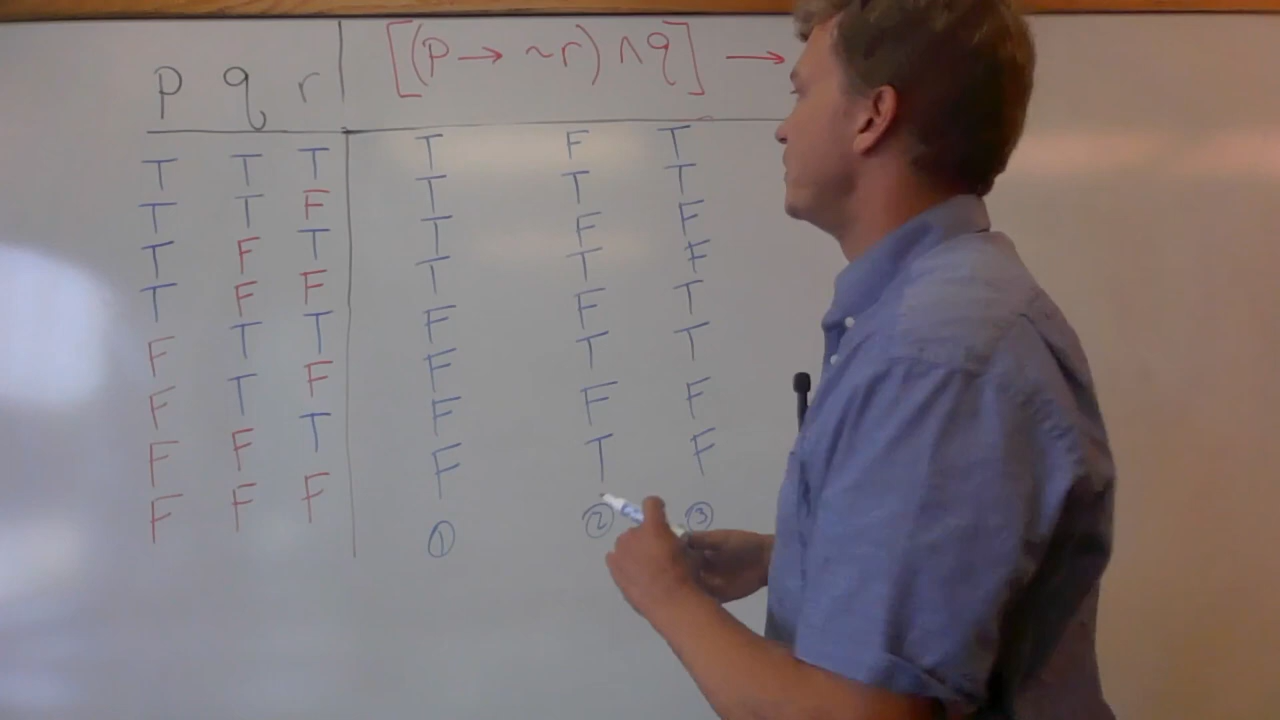 p q r | [(p → ~r) ∧ q] →
T T T | T F T
T T F | T T T
T F T | T F F
T F F | T T F
F T T | F F T
F T F | F T T
F F T | F F F
F F F | F T F
① ② ③